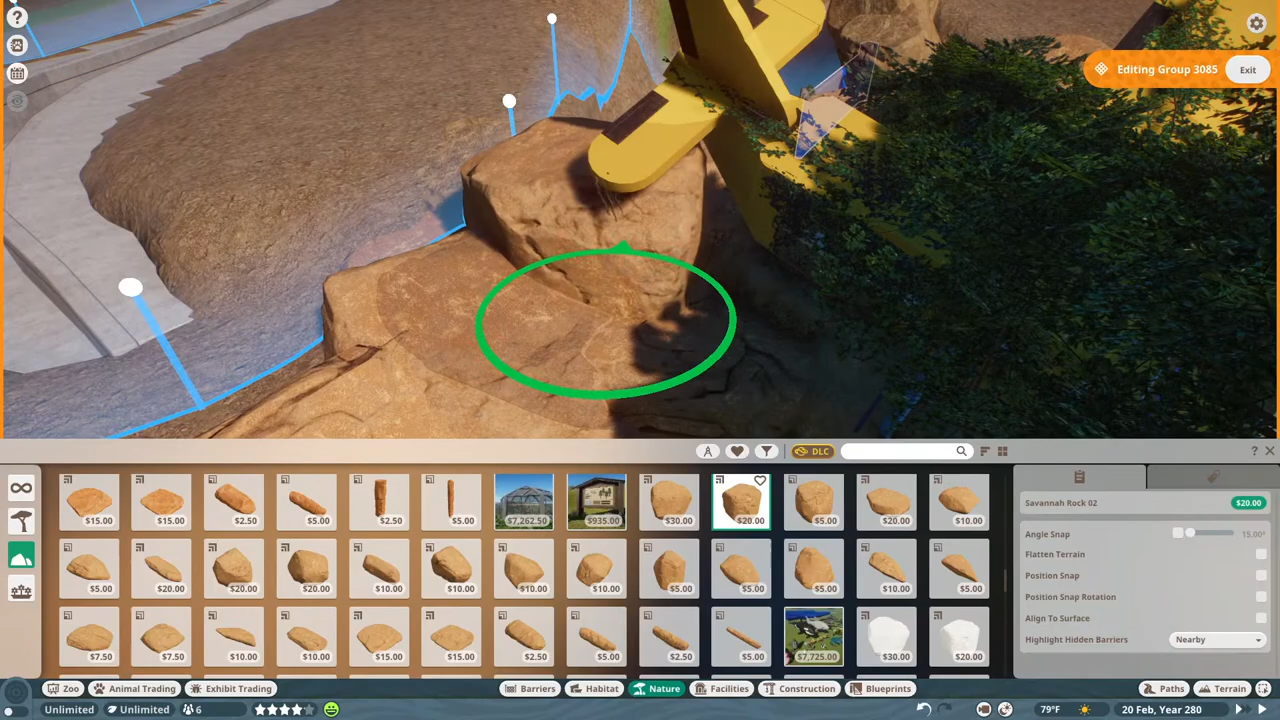 Editing Group 3085 Exit
DLC
$15.00 $15.00 $2.50 $5.00 $2.50 $5.00 $7,262.50 $935.00 $30.00 $20.00 $5.00 $20.00 $10.00
$5.00 $20.00 $20.00 $20.00 $10.00 $5.00 $10.00 $10.00 $5.00 $5.00 $5.00 $10.00 $5.00
$7.50 $7.50 $10.00 $10.00 $15.00 $15.00 $2.50 $5.00 $2.50 $5.00 $7,725.00 $30.00 $20.00
Savannah Rock 02 $20.00
Angle Snap 15.00°
Flatten Terrain
Position Snap
Position Snap Rotation
Align To Surface
Highlight Hidden Barriers Nearby
Zoo Animal Trading Exhibit Trading Barriers Habitat Nature Facilities Construction Blueprints Paths Terrain
Unlimited Unlimited 6 79°F 20 Feb, Year 280